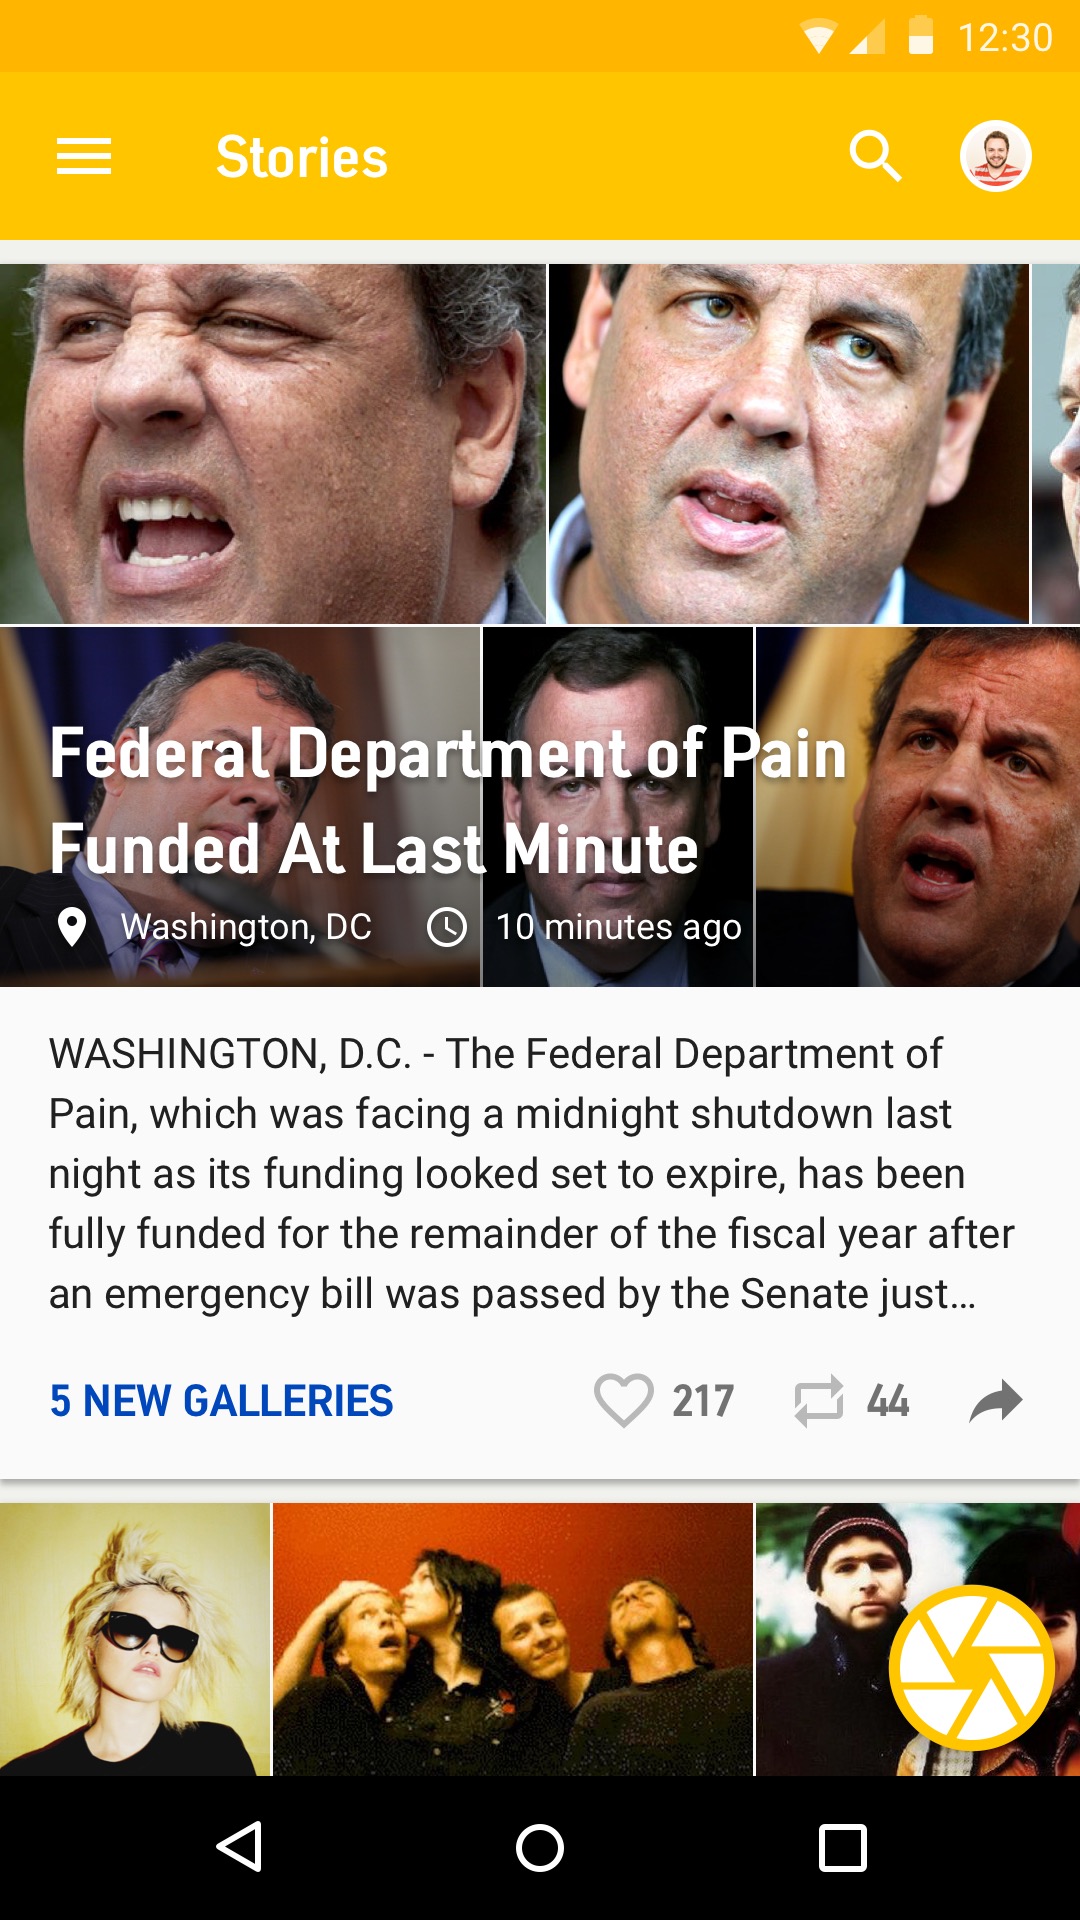 12:30
Stories
Federal Department of Pain
Funded At Last Minute
Washington, DC 10 minutes ago
WASHINGTON, D.C. - The Federal Department of
Pain, which was facing a midnight shutdown last
night as its funding looked set to expire, has been
fully funded for the remainder of the fiscal year after
an emergency bill was passed by the Senate just…
5 NEW GALLERIES 217 44